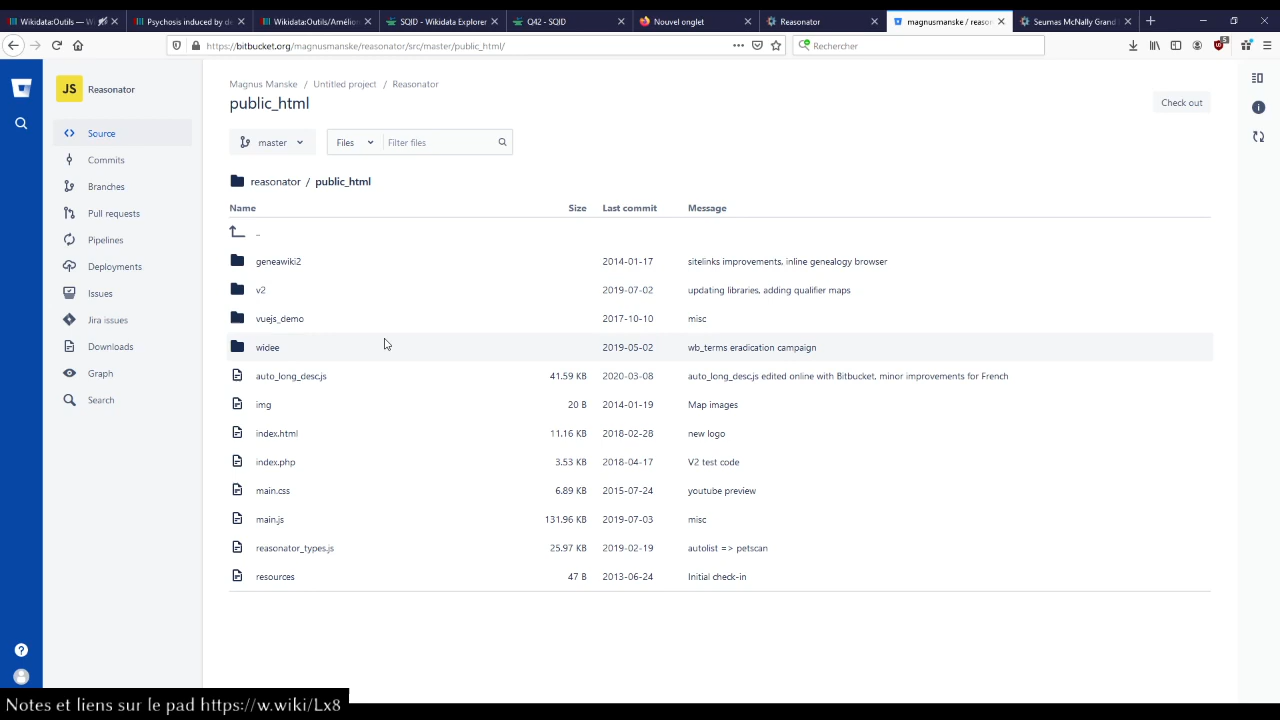 Wikidata:Outils —
Psychosis induced by de
Wikidata:Outils/Amélio
SQID - Wikidata Explorer
Q42 - SQID
Nouvel onglet
Reasonator
magnusmanske / reaso
Seumas McNally Grand
https://bitbucket.org/magnusmanske/reasonator/src/master/public_html/
Rechercher
5
JS Reasonator
Source
Commits
Branches
Pull requests
Pipelines
Deployments
Issues
Jira issues
Downloads
Graph
Search
Magnus Manske / Untitled project / Reasonator
public_html
Check out
master
Files
Filter files
reasonator / public_html
Name Size Last commit Message
..
geneawiki2 2014-01-17 sitelinks improvements, inline genealogy browser
v2 2019-07-02 updating libraries, adding qualifier maps
vuejs_demo 2017-10-10 misc
widee 2019-05-02 wb_terms eradication campaign
auto_long_desc.js 41.59 KB 2020-03-08 auto_long_desc.js edited online with Bitbucket, minor improvements for French
img 20 B 2014-01-19 Map images
index.html 11.16 KB 2018-02-28 new logo
index.php 3.53 KB 2018-04-17 V2 test code
main.css 6.89 KB 2015-07-24 youtube preview
main.js 131.96 KB 2019-07-03 misc
reasonator_types.js 25.97 KB 2019-02-19 autolist => petscan
resources 47 B 2013-06-24 Initial check-in
Notes et liens sur le pad https://w.wiki/Lx8